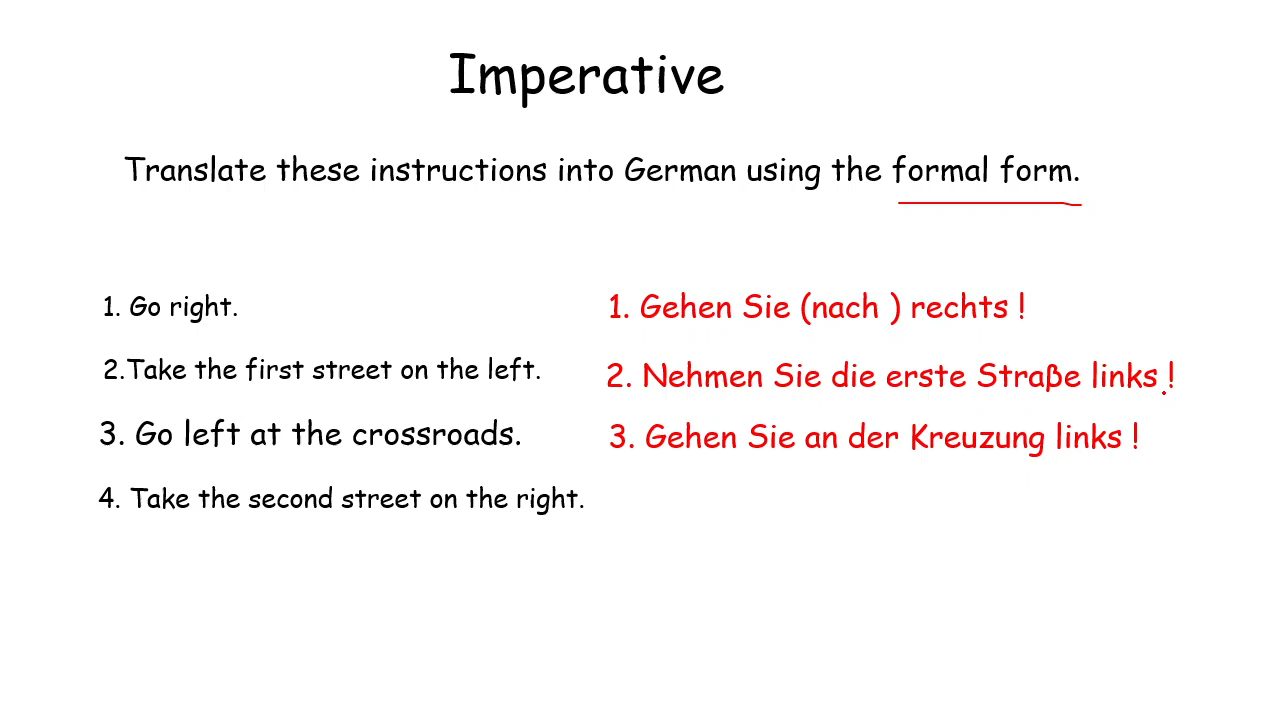 Imperative
Translate these instructions into German using the formal form.
1. Go right.
1. Gehen Sie (nach ) rechts !
2.Take the first street on the left.
2. Nehmen Sie die erste Straβe links !
3. Go left at the crossroads.
3. Gehen Sie an der Kreuzung links !
4. Take the second street on the right.